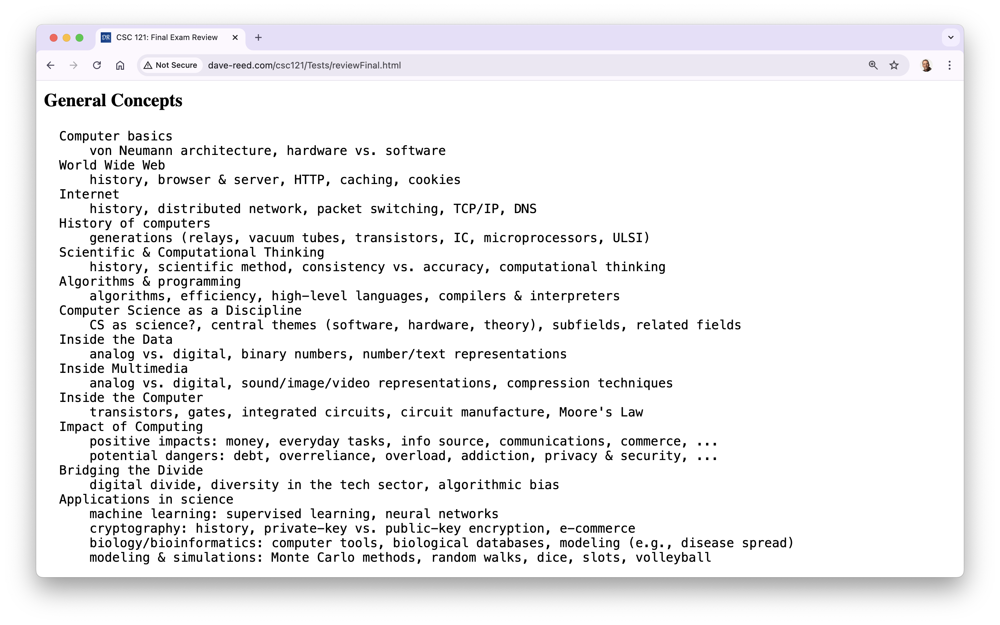 DR CSC 121: Final Exam Review
Not Secure dave-reed.com/csc121/Tests/reviewFinal.html
General Concepts
Computer basics
von Neumann architecture, hardware vs. software
World Wide Web
history, browser & server, HTTP, caching, cookies
Internet
history, distributed network, packet switching, TCP/IP, DNS
History of computers
generations (relays, vacuum tubes, transistors, IC, microprocessors, ULSI)
Scientific & Computational Thinking
history, scientific method, consistency vs. accuracy, computational thinking
Algorithms & programming
algorithms, efficiency, high-level languages, compilers & interpreters
Computer Science as a Discipline
CS as science?, central themes (software, hardware, theory), subfields, related fields
Inside the Data
analog vs. digital, binary numbers, number/text representations
Inside Multimedia
analog vs. digital, sound/image/video representations, compression techniques
Inside the Computer
transistors, gates, integrated circuits, circuit manufacture, Moore's Law
Impact of Computing
positive impacts: money, everyday tasks, info source, communications, commerce, ...
potential dangers: debt, overreliance, overload, addiction, privacy & security, ...
Bridging the Divide
digital divide, diversity in the tech sector, algorithmic bias
Applications in science
machine learning: supervised learning, neural networks
cryptography: history, private-key vs. public-key encryption, e-commerce
biology/bioinformatics: computer tools, biological databases, modeling (e.g., disease spread)
modeling & simulations: Monte Carlo methods, random walks, dice, slots, volleyball